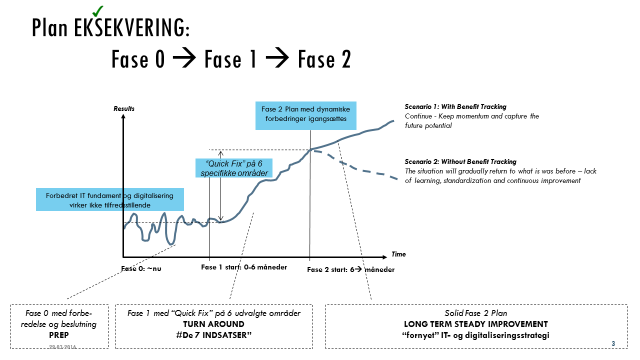 Plan EKSEKVERING:
Fase 0 → Fase 1 → Fase 2
Results
Fase 2 Plan med dynamiske
forbedringer igangsættes
Scenario 1: With Benefit Tracking
Continue - Keep momentum and capture the
future potential
"Quick Fix" på 6
specifikke områder
Scenario 2: Without Benefit Tracking
The situation will gradually return to what is was before – lack
of learning, standardization and continuous improvement
Forbedret IT fundament og digitalisering
virker ikke tilfredsstillende
Time
Fase 0: ~nu
Fase 1 start: 0-6 måneder
Fase 2 start: 6→ måneder
Fase 0 med forbe-
redelse og beslutning
PREP
Fase 1 med "Quick Fix" på 6 udvalgte områder
TURN AROUND
#De 7 INDSATSER"
Solid Fase 2 Plan
LONG TERM STEADY IMPROVEMENT
"fornyet" IT- og digitaliseringsstrategi
3